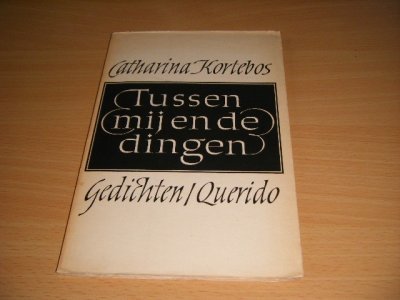 Catharina Kortebos
Tussen
mij en de
dingen
Gedichten/Querido